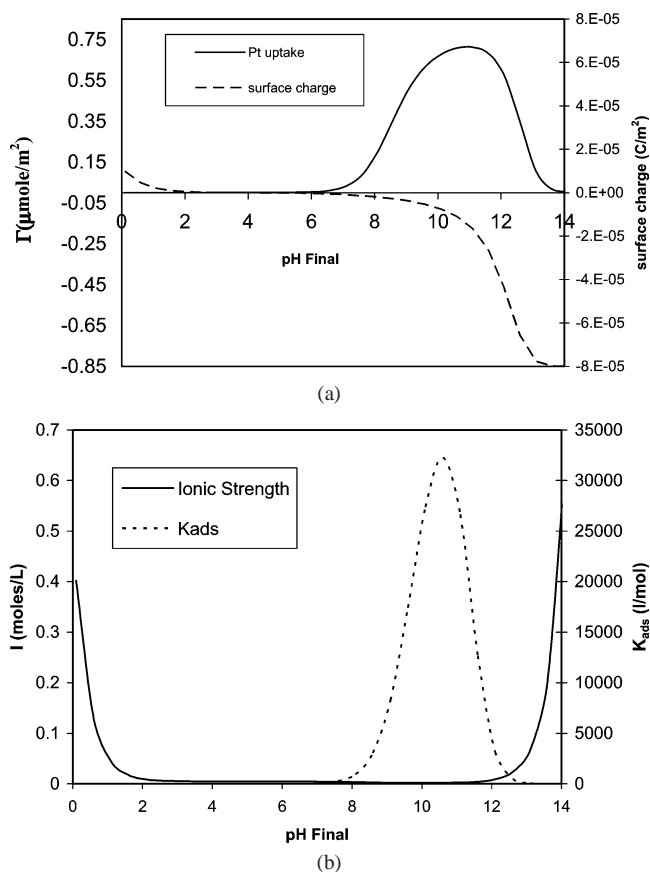 0.75
0.55
0.35
0.15
-0.05
-0.25
-0.45
-0.65
-0.85
Γ(μmole/m²)
Pt uptake
surface charge
0
2
4
6
8
10
12
14
pH Final
8.E-05
6.E-05
4.E-05
2.E-05
0.E+00
-2.E-05
-4.E-05
-6.E-05
-8.E-05
surface charge (C/m²)
(a)
0.7
0.6
0.5
0.4
0.3
0.2
0.1
0
I (moles/L)
Ionic Strength
Kads
35000
30000
25000
20000
15000
10000
5000
0
K_ads (l/mol)
0
2
4
6
8
10
12
14
pH Final
(b)